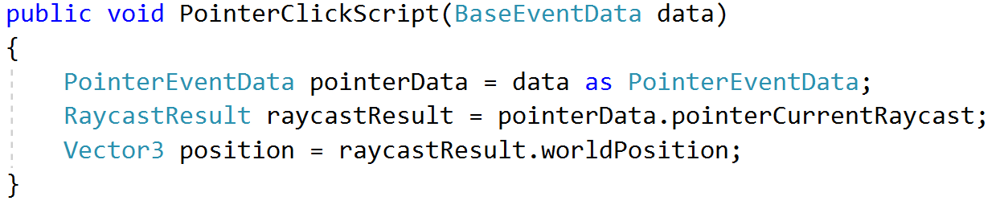 public void PointerClickScript(BaseEventData data)
{
    PointerEventData pointerData = data as PointerEventData;
    RaycastResult raycastResult = pointerData.pointerCurrentRaycast;
    Vector3 position = raycastResult.worldPosition;
}